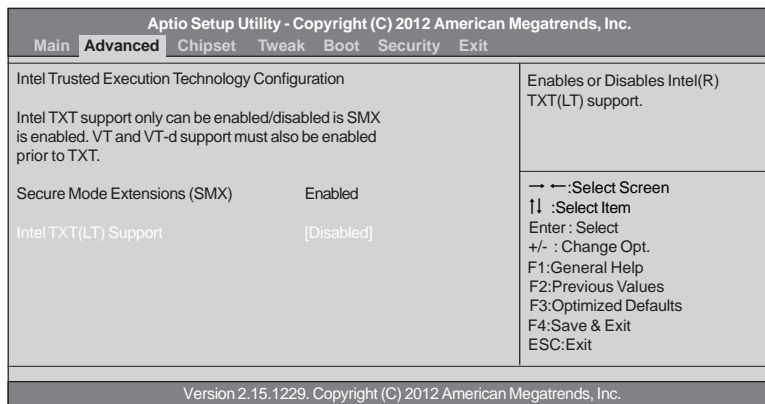 Aptio Setup Utility - Copyright (C) 2012 American Megatrends, Inc.
Main Advanced Chipset Tweak Boot Security Exit
Intel Trusted Execution Technology Configuration
Intel TXT support only can be enabled/disabled is SMX
is enabled. VT and VT-d support must also be enabled
prior to TXT.
Secure Mode Extensions (SMX) Enabled
Intel TXT(LT) Support [Disabled]
Enables or Disables Intel(R)
TXT(LT) support.
→ ←:Select Screen
↑↓ :Select Item
Enter : Select
+/- : Change Opt.
F1:General Help
F2:Previous Values
F3:Optimized Defaults
F4:Save & Exit
ESC:Exit
Version 2.15.1229. Copyright (C) 2012 American Megatrends, Inc.